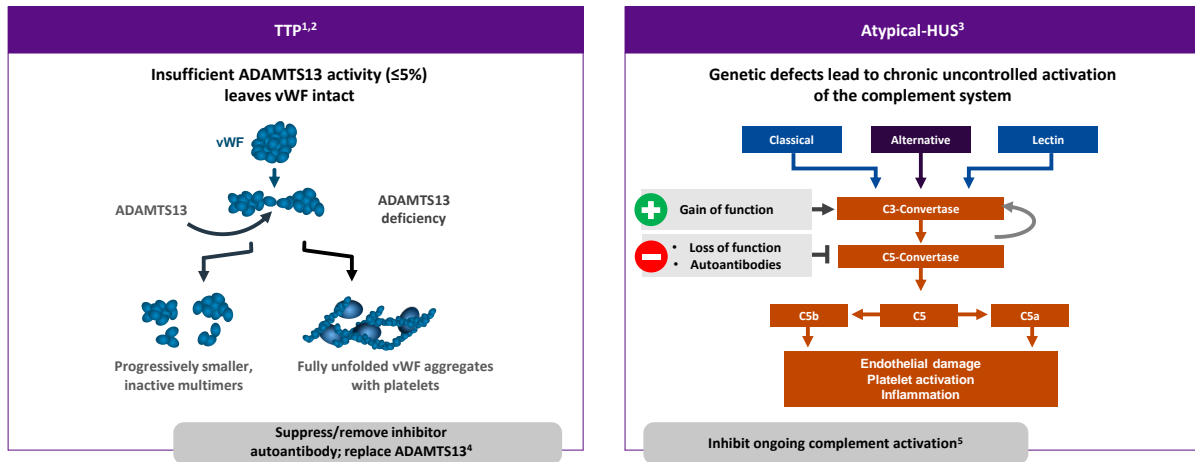 TTP1,2
Insufficient ADAMTS13 activity (≤5%)
leaves vWF intact
vWF
ADAMTS13
ADAMTS13
deficiency
Progressively smaller,
inactive multimers
Fully unfolded vWF aggregates
with platelets
Suppress/remove inhibitor
autoantibody; replace ADAMTS13⁴
Atypical-HUS³
Genetic defects lead to chronic uncontrolled activation
of the complement system
Classical
Alternative
Lectin
Gain of function
C3-Convertase
• Loss of function
• Autoantibodies
C5-Convertase
C5b
C5
C5a
Endothelial damage
Platelet activation
Inflammation
Inhibit ongoing complement activation⁵